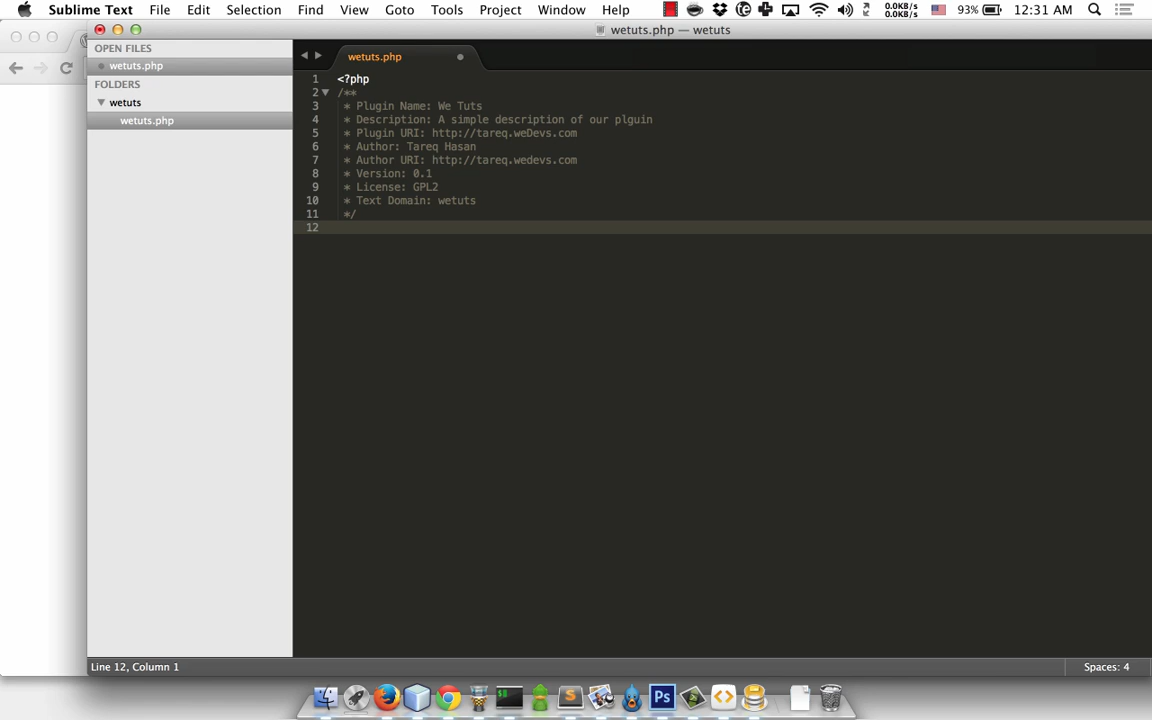 Sublime Text File Edit Selection Find View Goto Tools Project Window Help 0.0KB/s 0.0KB/s 93% 12:31 AM
wetuts.php — wetuts
OPEN FILES
wetuts.php
FOLDERS
wetuts
wetuts.php
wetuts.php
1 <?php
2 /**
3 * Plugin Name: We Tuts
4 * Description: A simple description of our plguin
5 * Plugin URI: http://tareq.weDevs.com
6 * Author: Tareq Hasan
7 * Author URI: http://tareq.wedevs.com
8 * Version: 0.1
9 * License: GPL2
10 * Text Domain: wetuts
11 */
12
Line 12, Column 1
Spaces: 4
Ps